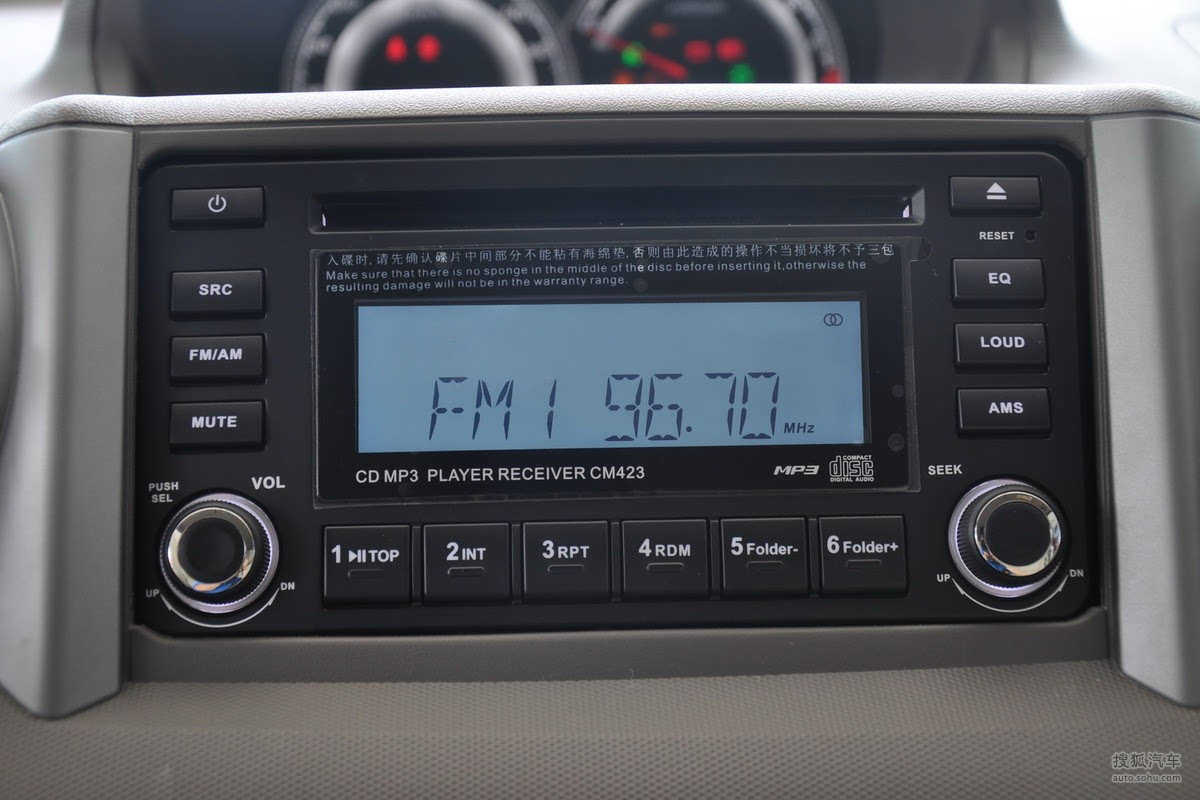 入碟时,请先确认碟片中间部分不能粘有海绵垫,否则由此造成的操作不当损坏将不予三包
Make sure that there is no sponge in the middle of the disc before inserting it,otherwise the
resulting damage will not be in the warranty range.
RESET
SRC
EQ
FM/AM
LOUD
MUTE
AMS
FM1 96.70 MHz
CD MP3 PLAYER RECEIVER CM423
MP3
COMPACT
disc
DIGITAL AUDIO
PUSH
SEL
VOL
SEEK
1 TOP
2 INT
3 RPT
4 RDM
5 Folder-
6 Folder+
UP
DN
UP
DN
搜狐汽车
auto.sohu.com